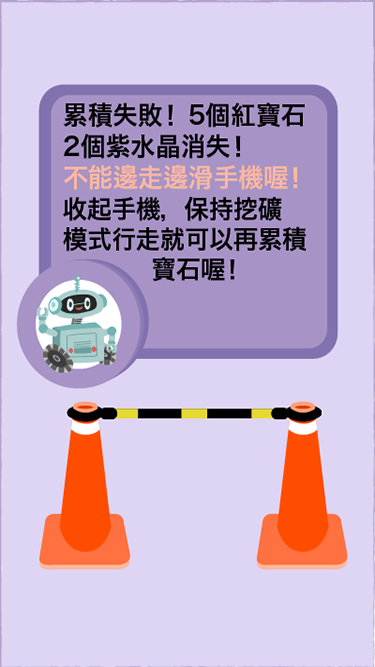 累積失敗！5個紅寶石
2個紫水晶消失！
不能邊走邊滑手機喔！
收起手機，保持挖礦
模式行走就可以再累積
寶石喔！